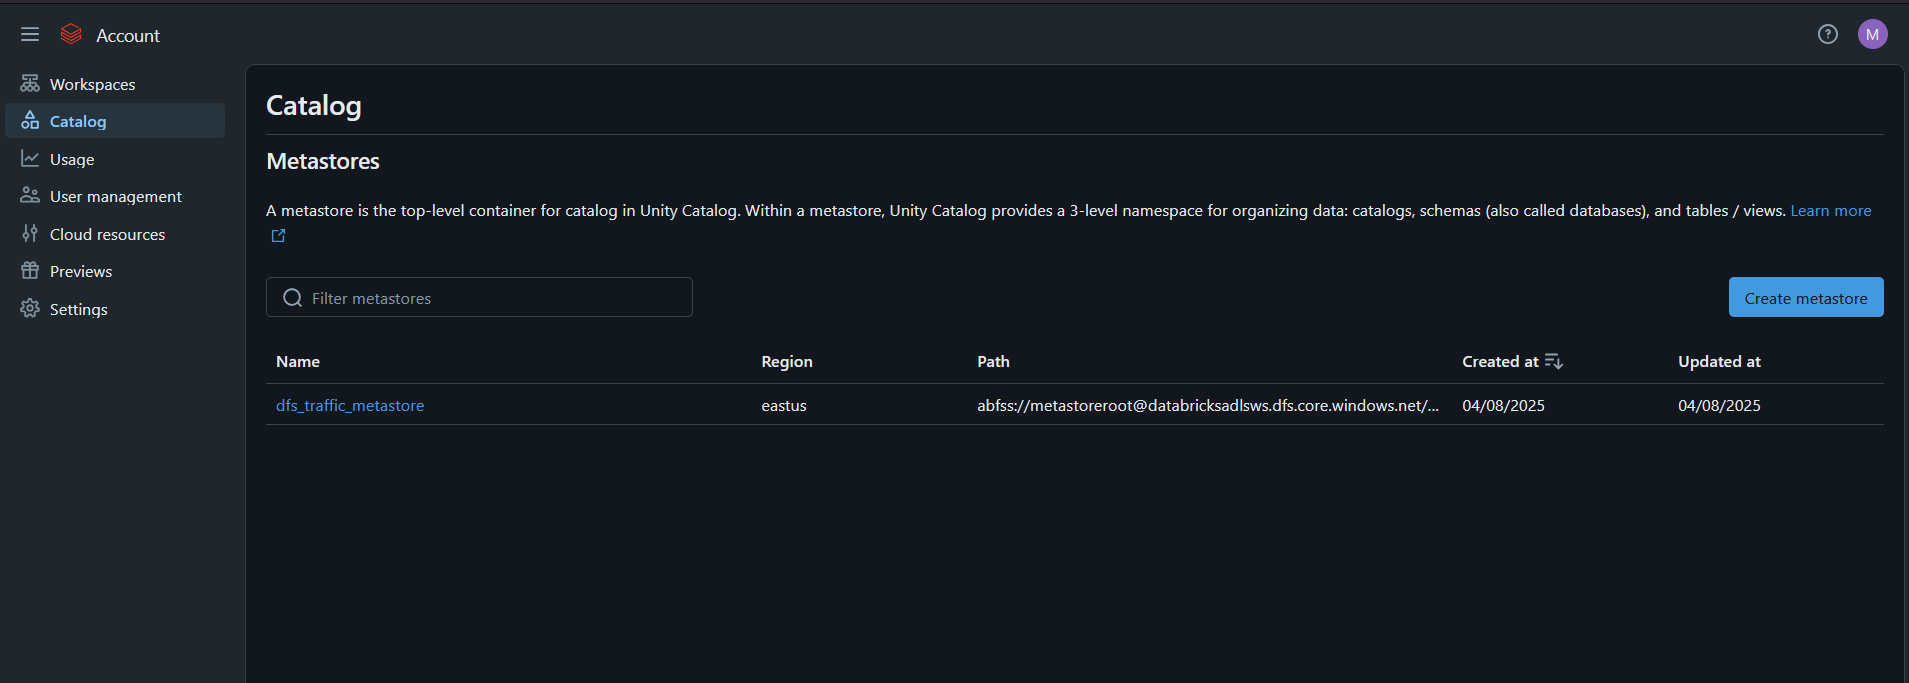 Account
M
Workspaces
Catalog
Usage
User management
Cloud resources
Previews
Settings
Catalog
Metastores
A metastore is the top-level container for catalog in Unity Catalog. Within a metastore, Unity Catalog provides a 3-level namespace for organizing data: catalogs, schemas (also called databases), and tables / views. Learn more
Filter metastores
Create metastore
Name Region Path Created at Updated at
dfs_traffic_metastore eastus abfss://metastoreroot@databricksadlsws.dfs.core.windows.net/... 04/08/2025 04/08/2025